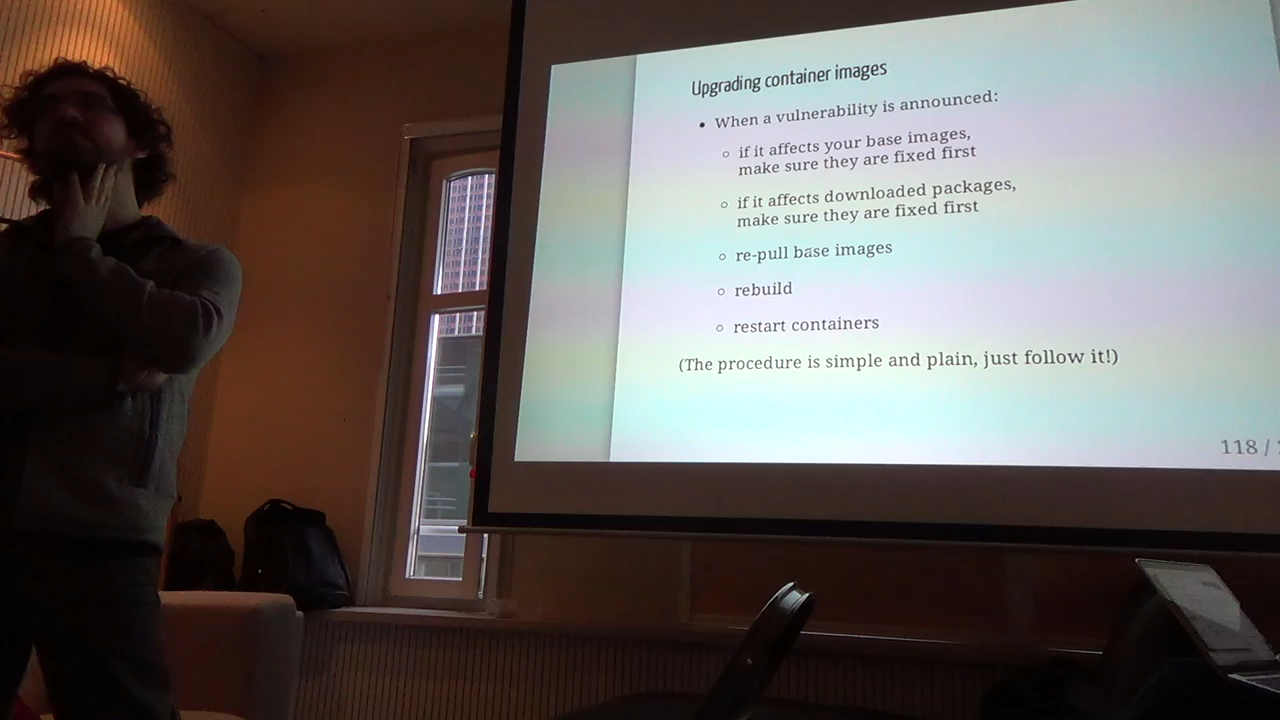 Upgrading container images
• When a vulnerability is announced:
○ if it affects your base images,
make sure they are fixed first
○ if it affects downloaded packages,
make sure they are fixed first
○ re-pull base images
○ rebuild
○ restart containers
(The procedure is simple and plain, just follow it!)
118 /